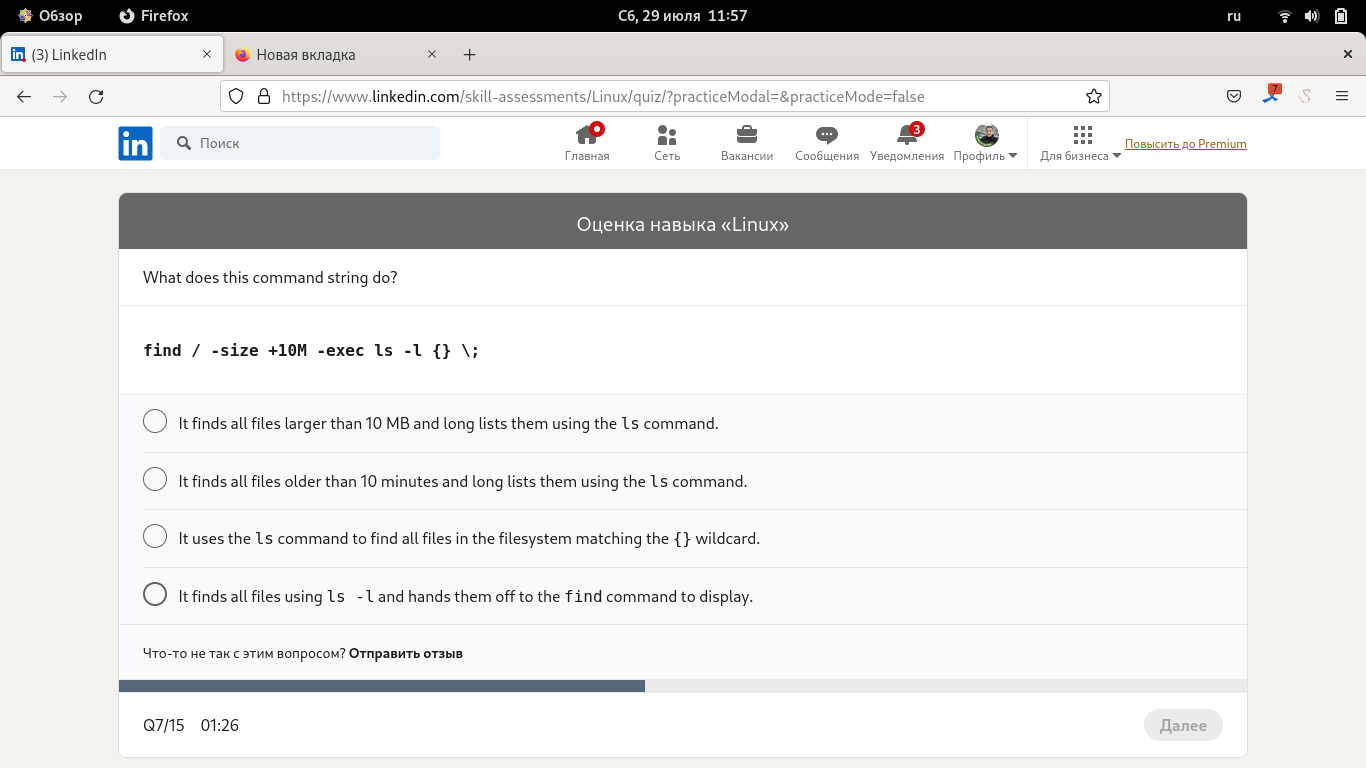 Обзор Firefox Сб, 29 июля 11:57 ru
(3) LinkedIn Новая вкладка
https://www.linkedin.com/skill-assessments/Linux/quiz/?practiceModal=&practiceMode=false 7
in Поиск Главная Сеть Вакансии Сообщения 3 Уведомления Профиль Для бизнеса Повысить до Premium
Оценка навыка «Linux»
What does this command string do?
find / -size +10M -exec ls -l {} \;
It finds all files larger than 10 MB and long lists them using the ls command.
It finds all files older than 10 minutes and long lists them using the ls command.
It uses the ls command to find all files in the filesystem matching the {} wildcard.
It finds all files using ls -l and hands them off to the find command to display.
Что-то не так с этим вопросом? Отправить отзыв
Q7/15 01:26 Далее